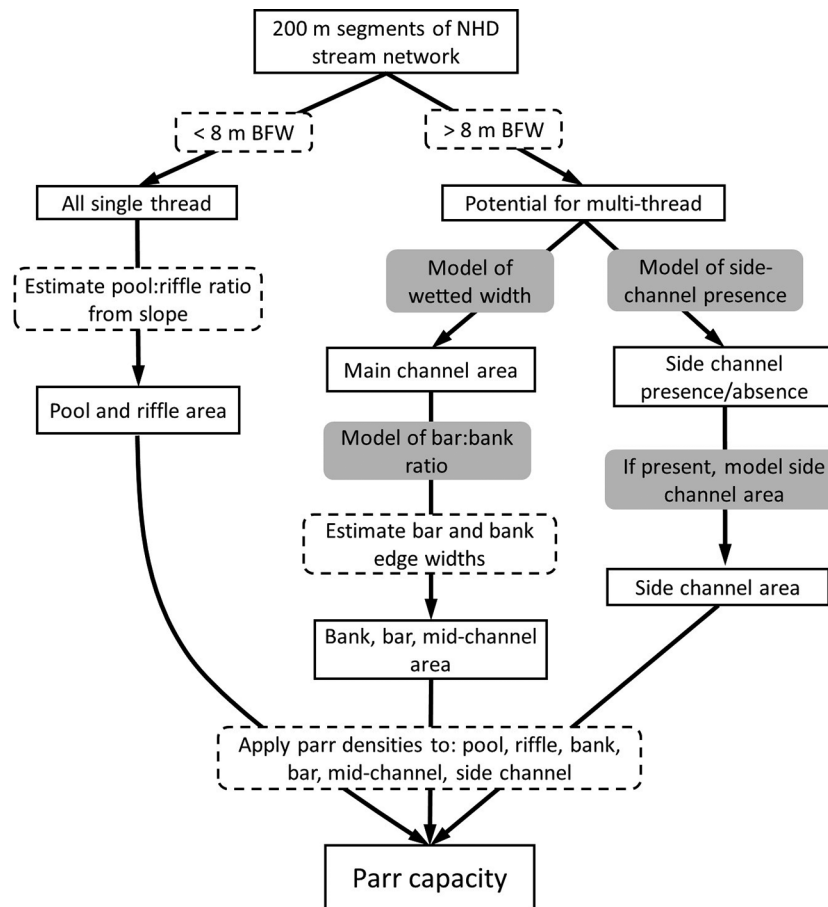 200 m segments of NHD
stream network
< 8 m BFW
> 8 m BFW
All single thread
Potential for multi-thread
Estimate pool:riffle ratio
from slope
Model of
wetted width
Model of side-
channel presence
Pool and riffle area
Main channel area
Side channel
presence/absence
Model of bar:bank
ratio
If present, model side
channel area
Estimate bar and bank
edge widths
Side channel area
Bank, bar, mid-channel
area
Apply parr densities to: pool, riffle, bank,
bar, mid-channel, side channel
Parr capacity